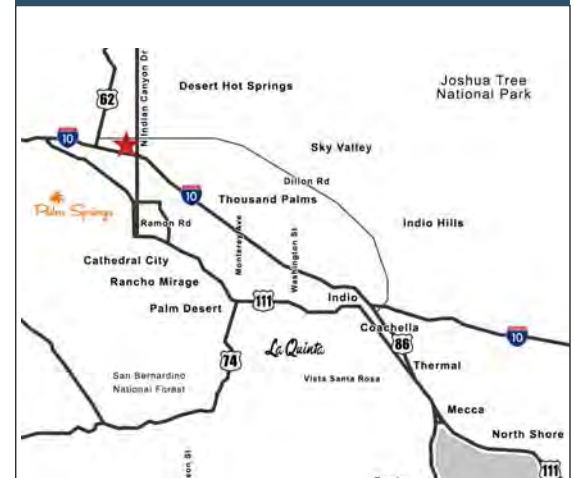 N Indian Canyon Dr
Desert Hot Springs
Joshua Tree
National Park
62
10
Sky Valley
Dillon Rd
10
Thousand Palms
Palm Springs
Ramon Rd
Monterey Ave
Washington St
Indio Hills
Cathedral City
Rancho Mirage
Palm Desert
111
Indio
Coachella
10
86
74
La Quinta
Thermal
San Bernardino
National Forest
Vista Santa Rosa
Mecca
North Shore
111